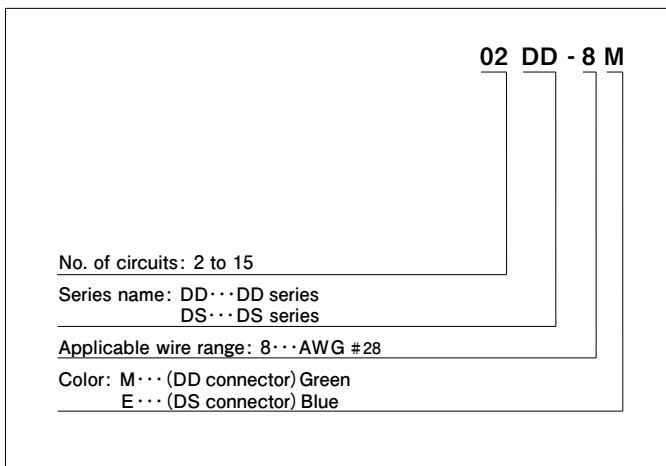 02 DD - 8 M
No. of circuits: 2 to 15
Series name: DD···DD series
DS···DS series
Applicable wire range: 8···AWG #28
Color: M···(DD connector) Green
E···(DS connector) Blue